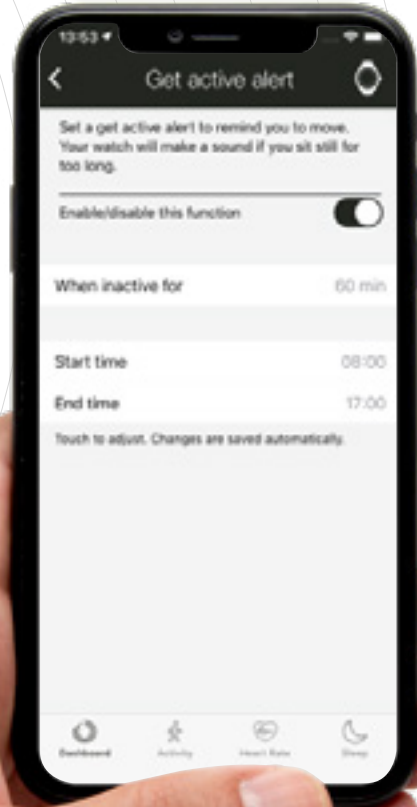 13:53
Get active alert
Set a get active alert to remind you to move.
Your watch will make a sound if you sit still for
too long.
Enable/disable this function
When inactive for 60 min
Start time 08:00
End time 17:00
Touch to adjust. Changes are saved automatically.
Dashboard Activity Heart Rate Sleep